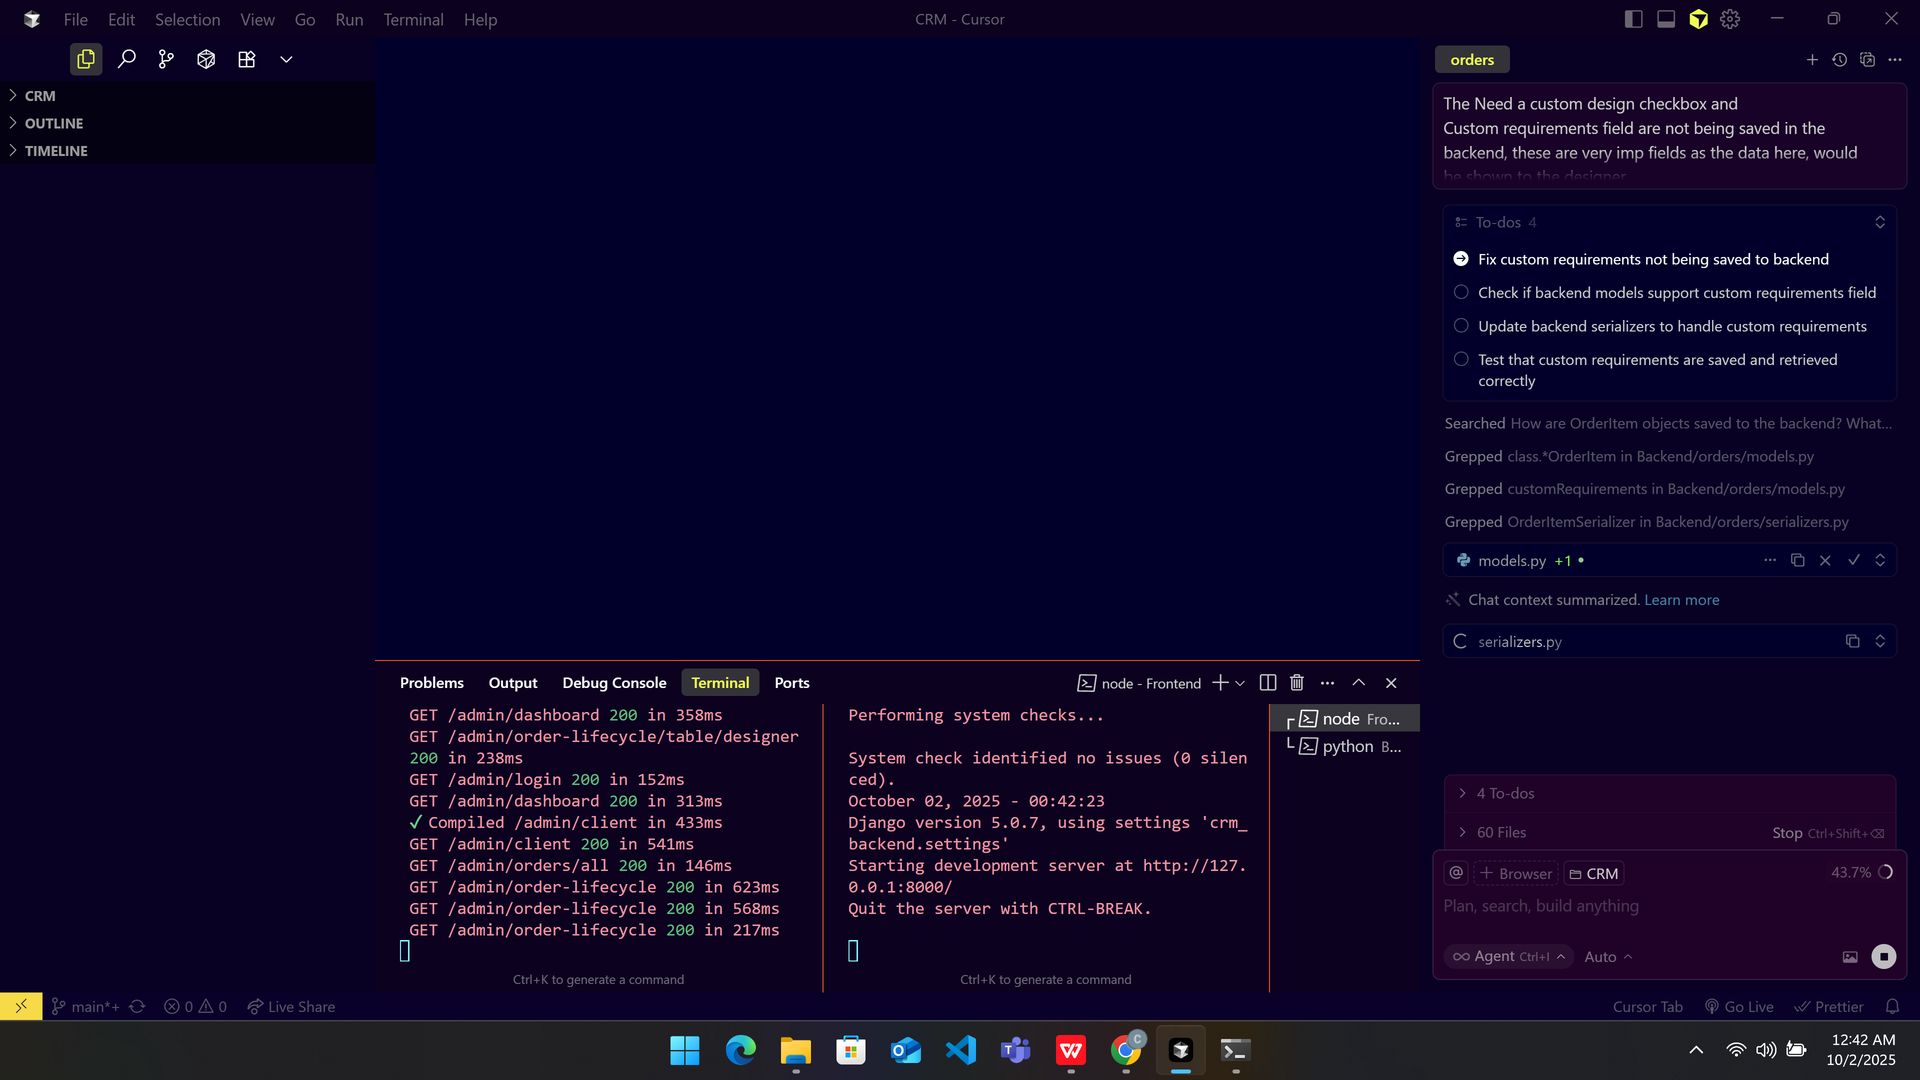 File Edit Selection View Go Run Terminal Help
CRM - Cursor
CRM
OUTLINE
TIMELINE
Problems Output Debug Console Terminal Ports
node - Frontend
GET /admin/dashboard 200 in 358ms
GET /admin/order-lifecycle/table/designer
200 in 238ms
GET /admin/login 200 in 152ms
GET /admin/dashboard 200 in 313ms
✓ Compiled /admin/client in 433ms
GET /admin/client 200 in 541ms
GET /admin/orders/all 200 in 146ms
GET /admin/order-lifecycle 200 in 623ms
GET /admin/order-lifecycle 200 in 568ms
GET /admin/order-lifecycle 200 in 217ms
Ctrl+K to generate a command
Performing system checks...
System check identified no issues (0 silen
ced).
October 02, 2025 - 00:42:23
Django version 5.0.7, using settings 'crm_
backend.settings'
Starting development server at http://127.
0.0.1:8000/
Quit the server with CTRL-BREAK.
Ctrl+K to generate a command
node Fro...
python B...
orders
The Need a custom design checkbox and
Custom requirements field are not being saved in the
backend, these are very imp fields as the data here, would
be shown to the designer
To-dos 4
Fix custom requirements not being saved to backend
Check if backend models support custom requirements field
Update backend serializers to handle custom requirements
Test that custom requirements are saved and retrieved
correctly
Searched How are OrderItem objects saved to the backend? What...
Grepped class.*OrderItem in Backend/orders/models.py
Grepped customRequirements in Backend/orders/models.py
Grepped OrderItemSerializer in Backend/orders/serializers.py
models.py +1
Chat context summarized. Learn more
serializers.py
4 To-dos
60 Files Stop Ctrl+Shift+⌫
@ + Browser CRM 43.7%
Plan, search, build anything
Agent Ctrl+I Auto
main*+ 0 0 Live Share
Cursor Tab Go Live Prettier
C
12:42 AM
10/2/2025